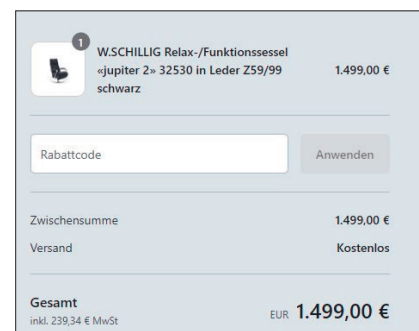 1
W.SCHILLIG Relax-/Funktionssessel
«jupiter 2» 32530 in Leder Z59/99
schwarz
1.499,00 €
Rabattcode
Anwenden
Zwischensumme 1.499,00 €
Versand Kostenlos
Gesamt
inkl. 239,34 € MwSt
EUR 1.499,00 €